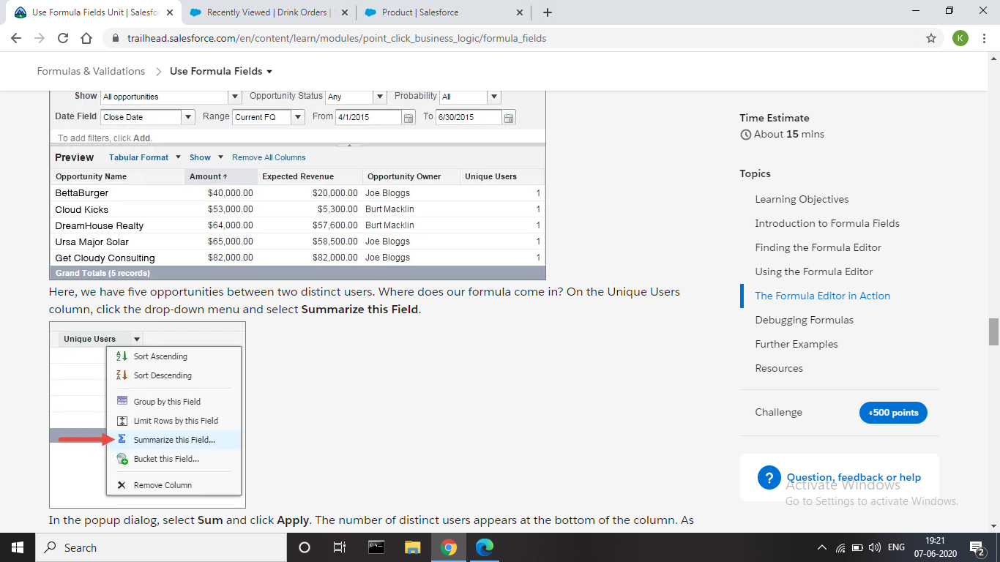 Use Formula Fields Unit | Salesfor
Recently Viewed | Drink Orders |
Product | Salesforce
trailhead.salesforce.com/en/content/learn/modules/point_click_business_logic/formula_fields
K
Formulas & Validations > Use Formula Fields
Show All opportunities Opportunity Status Any Probability All
Date Field Close Date Range Current FQ From 4/1/2015 To 6/30/2015
To add filters, click Add.
Preview Tabular Format Show Remove All Columns
Opportunity Name Amount ↑ Expected Revenue Opportunity Owner Unique Users
BettaBurger $40,000.00 $20,000.00 Joe Bloggs 1
Cloud Kicks $53,000.00 $5,300.00 Burt Macklin 1
DreamHouse Realty $64,000.00 $57,600.00 Burt Macklin 1
Ursa Major Solar $65,000.00 $58,500.00 Joe Bloggs 1
Get Cloudy Consulting $82,000.00 $82,000.00 Joe Bloggs 1
Grand Totals (5 records)
Here, we have five opportunities between two distinct users. Where does our formula come in? On the Unique Users
column, click the drop-down menu and select Summarize this Field.
Unique Users
Sort Ascending
Sort Descending
Group by this Field
Limit Rows by this Field
Summarize this Field...
Bucket this Field...
Remove Column
In the popup dialog, select Sum and click Apply. The number of distinct users appears at the bottom of the column. As
Time Estimate
About 15 mins
Topics
Learning Objectives
Introduction to Formula Fields
Finding the Formula Editor
Using the Formula Editor
The Formula Editor in Action
Debugging Formulas
Further Examples
Resources
Challenge +500 points
? Question, feedback or help
Activate Windows
Go to Settings to activate Windows.
Search
ENG
19:21
07-06-2020
2